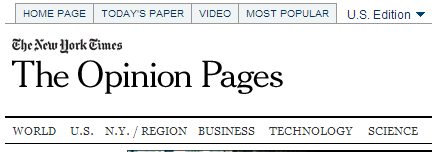 HOME PAGE TODAY'S PAPER VIDEO MOST POPULAR U.S. Edition
The New York Times
The Opinion Pages
WORLD U.S. N.Y. / REGION BUSINESS TECHNOLOGY SCIENCE